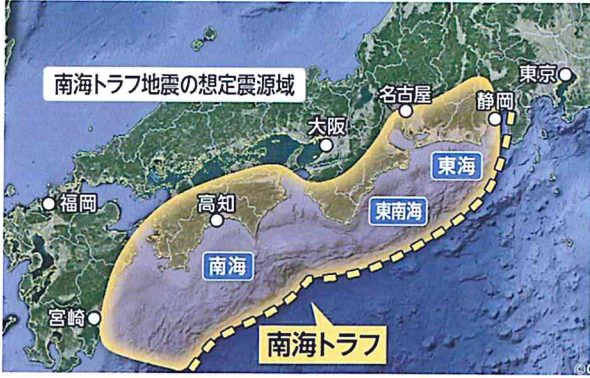 南海トラフ地震の想定震源域
東京
名古屋
静岡
大阪
東海
福岡
高知
東南海
南海
宮崎
南海トラフ